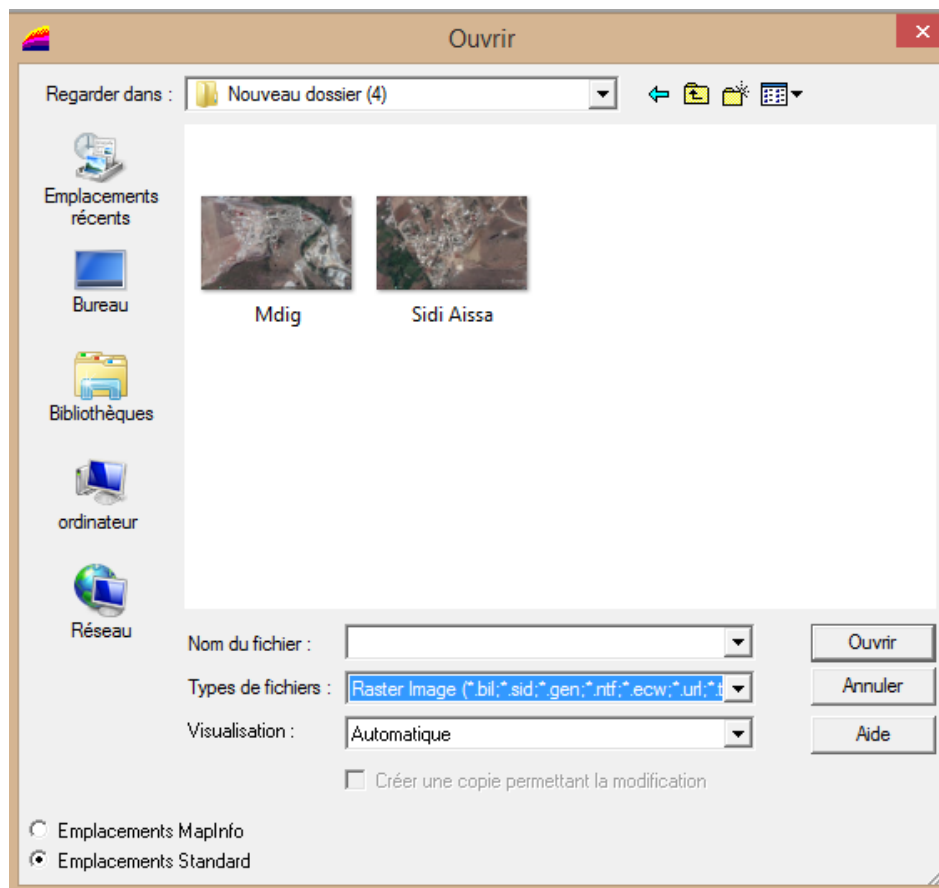 Ouvrir
Regarder dans :
Nouveau dossier (4)
Emplacements
récents
Bureau
Bibliothèques
ordinateur
Réseau
Mdig
Sidi Aissa
Nom du fichier :
Ouvrir
Types de fichiers :
Raster Image (*.bil;*.sid;*.gen;*.ntf;*.ecw;*.url;*.t
Annuler
Visualisation :
Automatique
Aide
Créer une copie permettant la modification
Emplacements MapInfo
Emplacements Standard